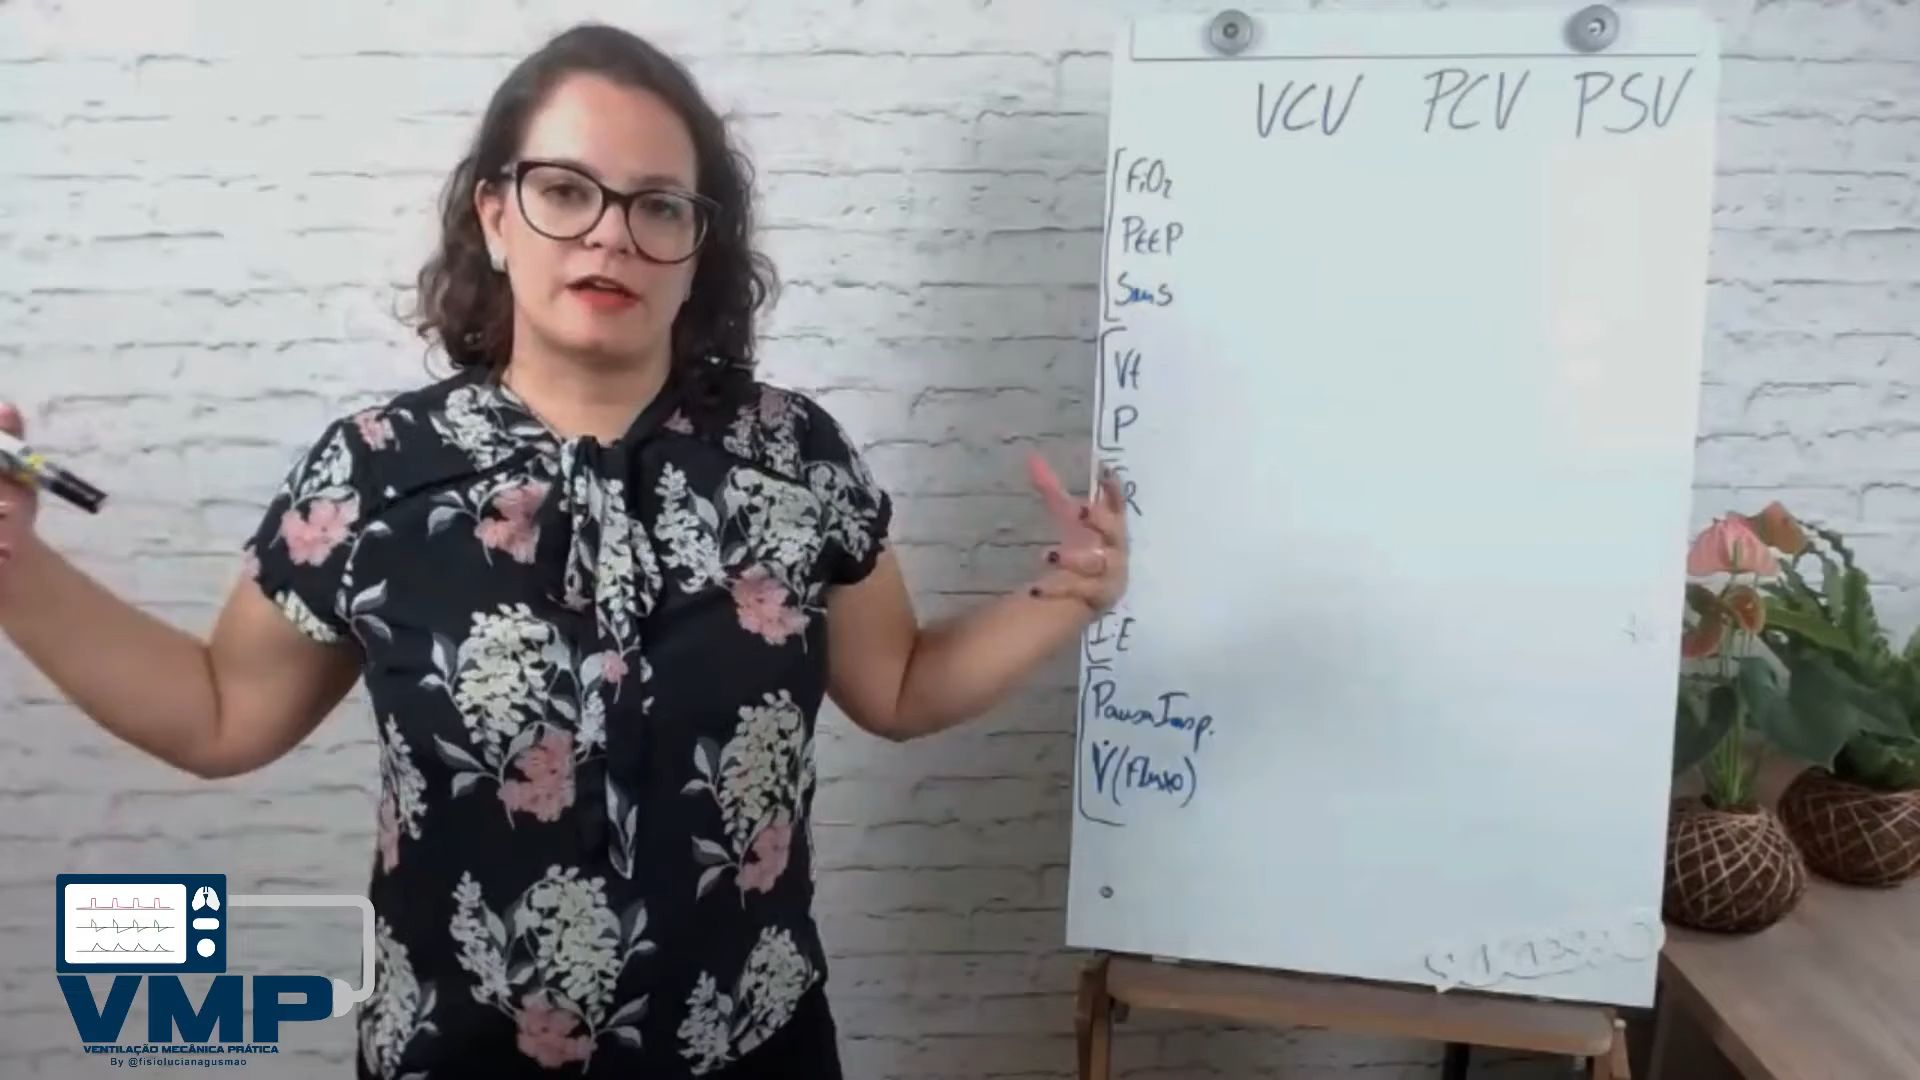 VCV PCV PSV
FiO2
PEEP
Sens
Vt
P
R
I:E
Pausa Insp.
V̇ (Fluxo)
VMP
VENTILAÇÃO MECÂNICA PRÁTICA
By @fisiolucianagusmao